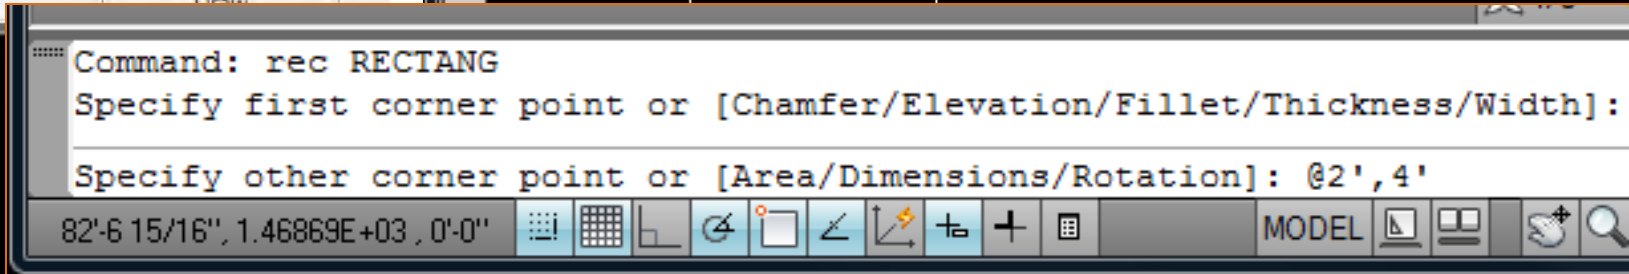 Command: rec RECTANG
Specify first corner point or [Chamfer/Elevation/Fillet/Thickness/Width]:
Specify other corner point or [Area/Dimensions/Rotation]: @2',4'
82'-6 15/16", 1.46869E+03 , 0'-0" MODEL